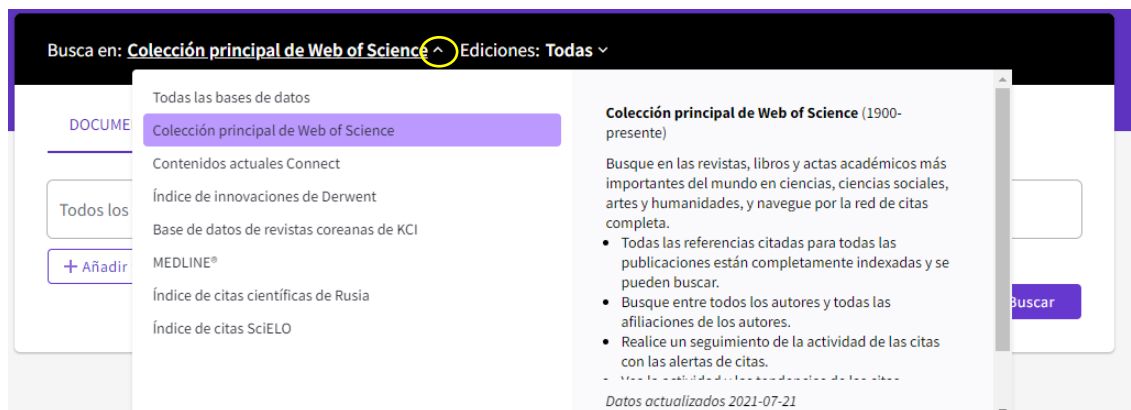 Busca en: Colección principal de Web of Science Ediciones: Todas
Todas las bases de datos
Colección principal de Web of Science
Contenidos actuales Connect
Índice de innovaciones de Derwent
Base de datos de revistas coreanas de KCI
MEDLINE®
Índice de citas científicas de Rusia
Índice de citas SciELO
DOCUME
Todos los
+ Añadir
Colección principal de Web of Science (1900-
presente)
Busque en las revistas, libros y actas académicos más
importantes del mundo en ciencias, ciencias sociales,
artes y humanidades, y navegue por la red de citas
completa.
• Todas las referencias citadas para todas las
publicaciones están completamente indexadas y se
pueden buscar.
• Busque entre todos los autores y todas las
afiliaciones de los autores.
• Realice un seguimiento de la actividad de las citas
con las alertas de citas.
Datos actualizados 2021-07-21
Buscar